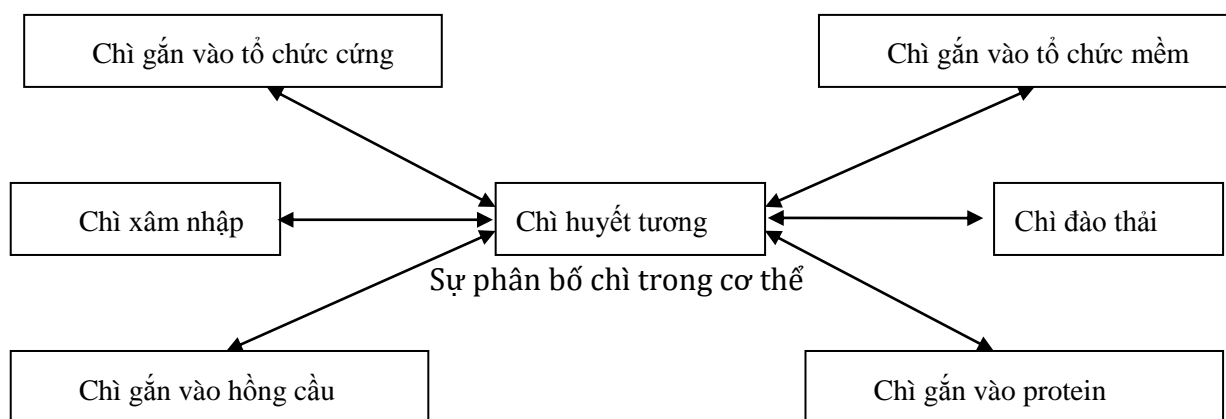 Chì gắn vào tổ chức cứng
Chì gắn vào tổ chức mềm
Chì xâm nhập
Chì huyết tương
Chì đào thải
Sự phân bố chì trong cơ thể
Chì gắn vào hồng cầu
Chì gắn vào protein